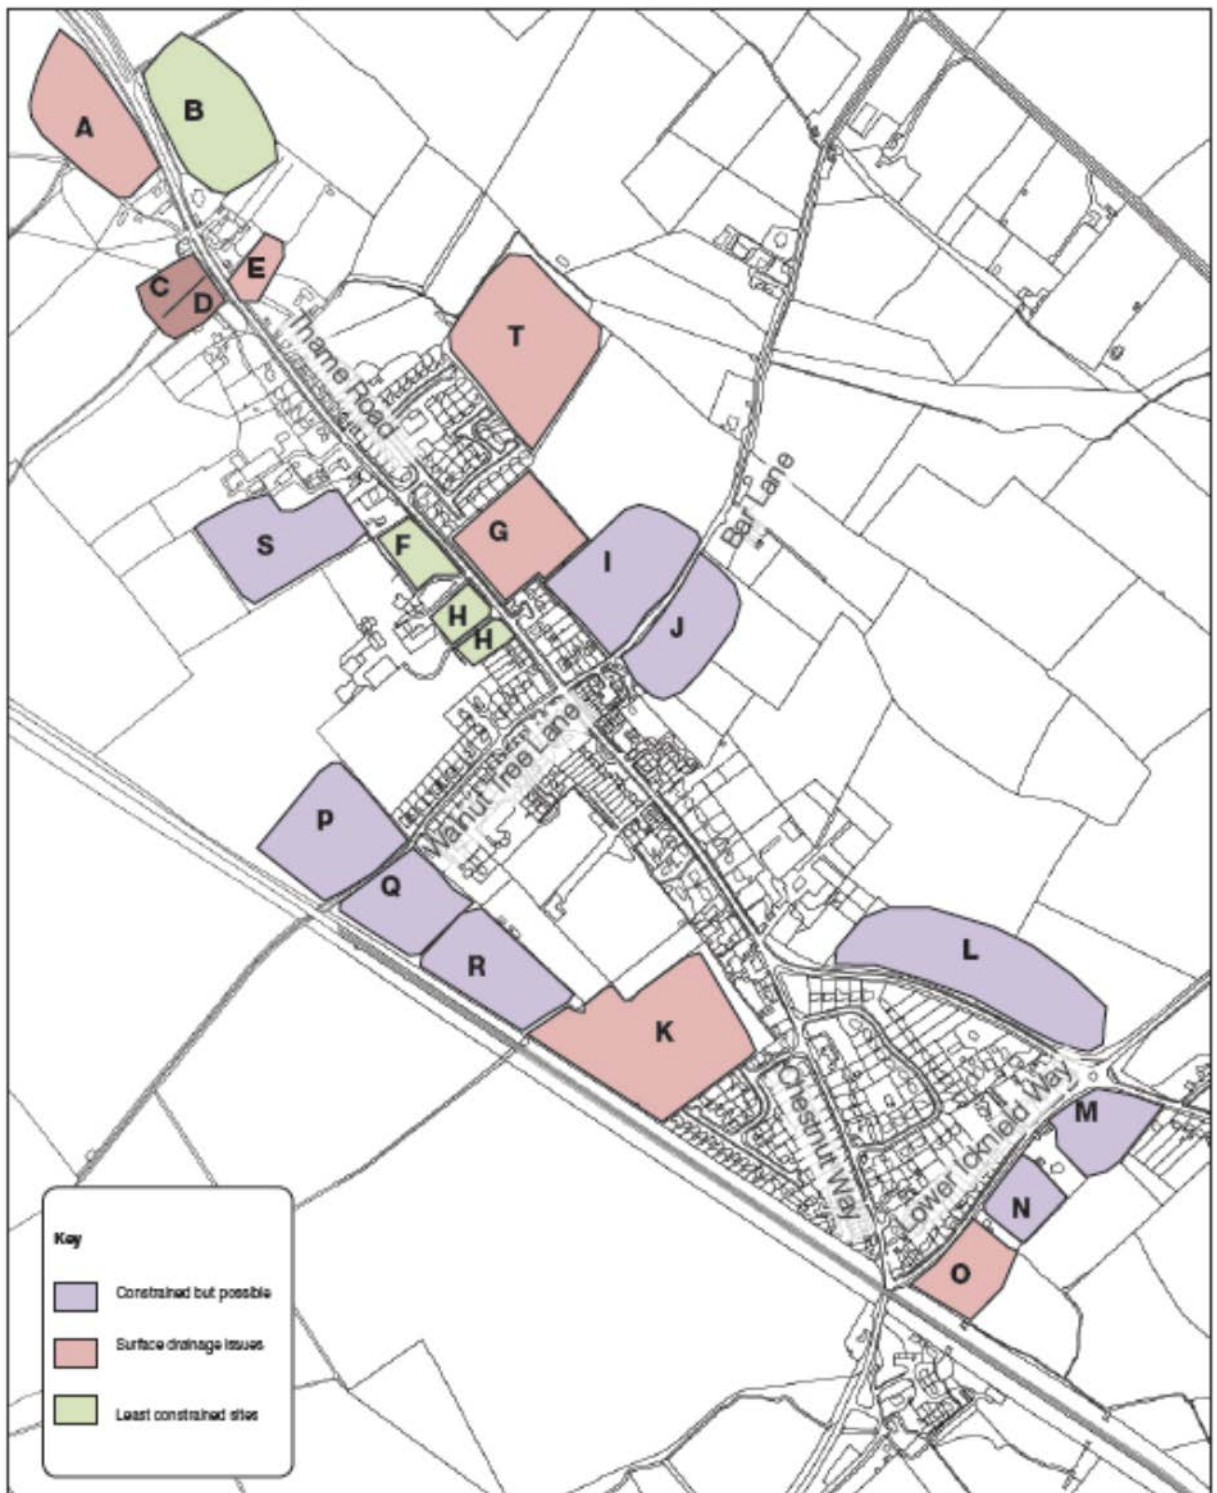 A
B
E
C
D
T
Thame Road
Bar Lane
G
S
F
I
H
J
H
Walnut Tree Lane
P
Q
L
R
K
Chestnut Way
Lower Icknield Way
M
N
O
Key
Constrained but possible
Surface drainage issues
Least constrained sites